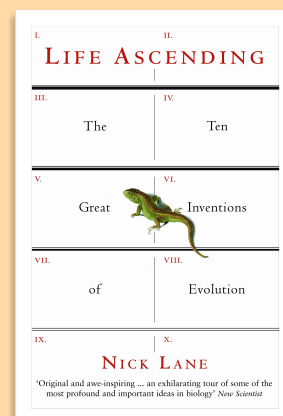 I. II.
LIFE ASCENDING
III. IV.
The Ten
V. VI.
Great Inventions
VII. VIII.
of Evolution
IX. X.
NICK LANE
‘Original and awe-inspiring ... an exhilarating tour of some of the
most profound and important ideas in biology’ New Scientist